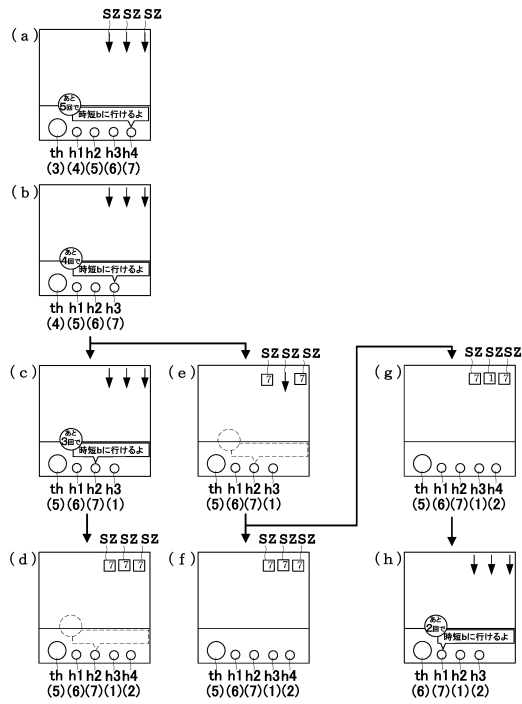 SZ SZ SZ
(a)
あと
5回で
時短bに行けるよ
th h1 h2 h3 h4
(3)(4)(5)(6)(7)
(b)
あと
4回で
時短bに行けるよ
th h1 h2 h3
(4)(5)(6)(7)
(c)
あと
3回で
時短bに行けるよ
th h1 h2 h3
(5)(6)(7)(1)
SZ SZ SZ
(e)
7 7
th h1 h2 h3
(5)(6)(7)(1)
SZ SZ SZ
(g)
7 1 7
th h1 h2 h3 h4
(5)(6)(7)(1)(2)
SZ SZ SZ
(d)
7 7 7
th h1 h2 h3 h4
(5)(6)(7)(1)(2)
SZ SZ SZ
(f)
7 7 7
th h1 h2 h3 h4
(5)(6)(7)(1)(2)
(h)
あと
2回で
時短bに行けるよ
th h1 h2 h3
(6)(7)(1)(2)